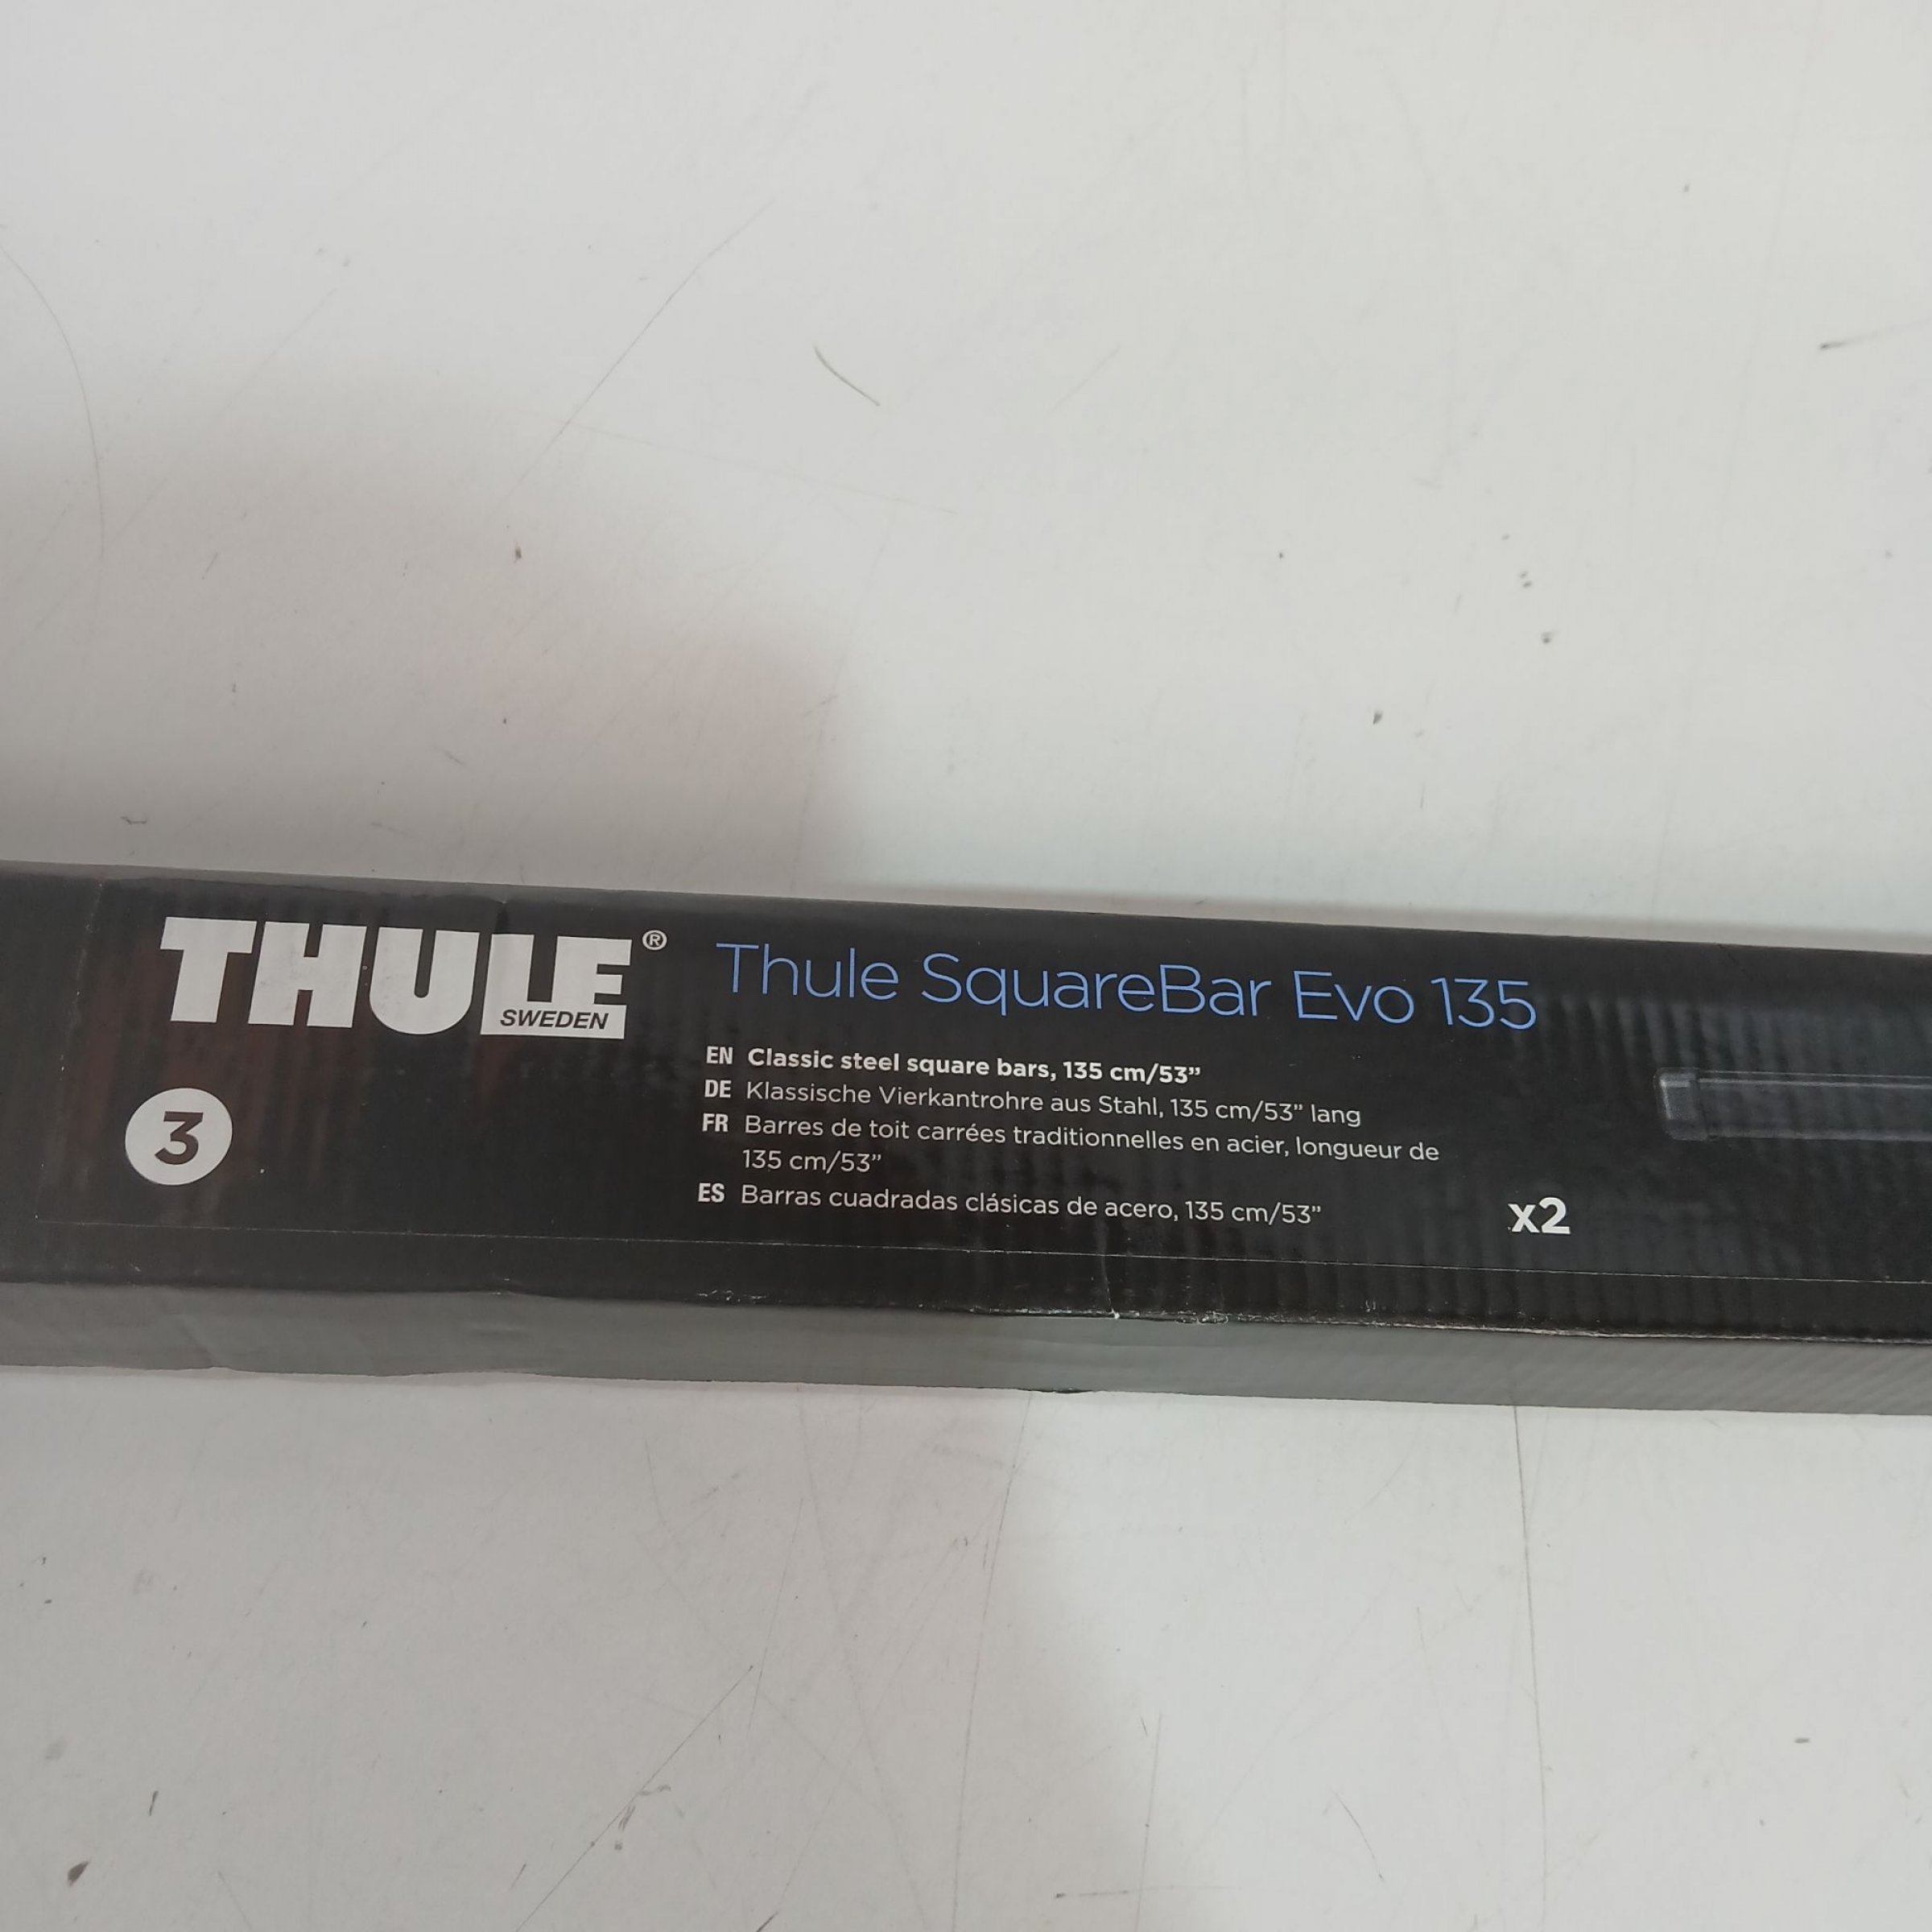 THULE®
SWEDEN
3
Thule SquareBar Evo 135
EN Classic steel square bars, 135 cm/53”
DE Klassische Vierkantrohre aus Stahl, 135 cm/53” lang
FR Barres de toit carrées traditionnelles en acier, longueur de
135 cm/53”
ES Barras cuadradas clásicas de acero, 135 cm/53”
x2